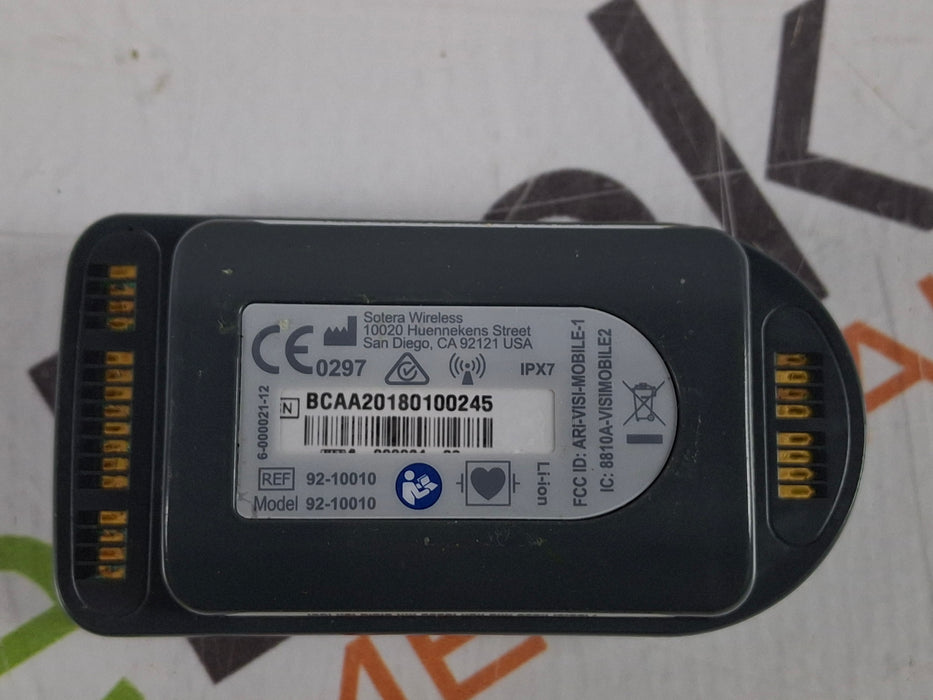 Sotera Wireless
10020 Huennekens Street
San Diego, CA 92121 USA
CE 0297
IPX7
6-000021-12
N BCAA20180100245
REF 92-10010
Model 92-10010
Li-ion
FCC ID: ARI-VISI-MOBILE-1
IC: 8810A-VISIMOBILE2